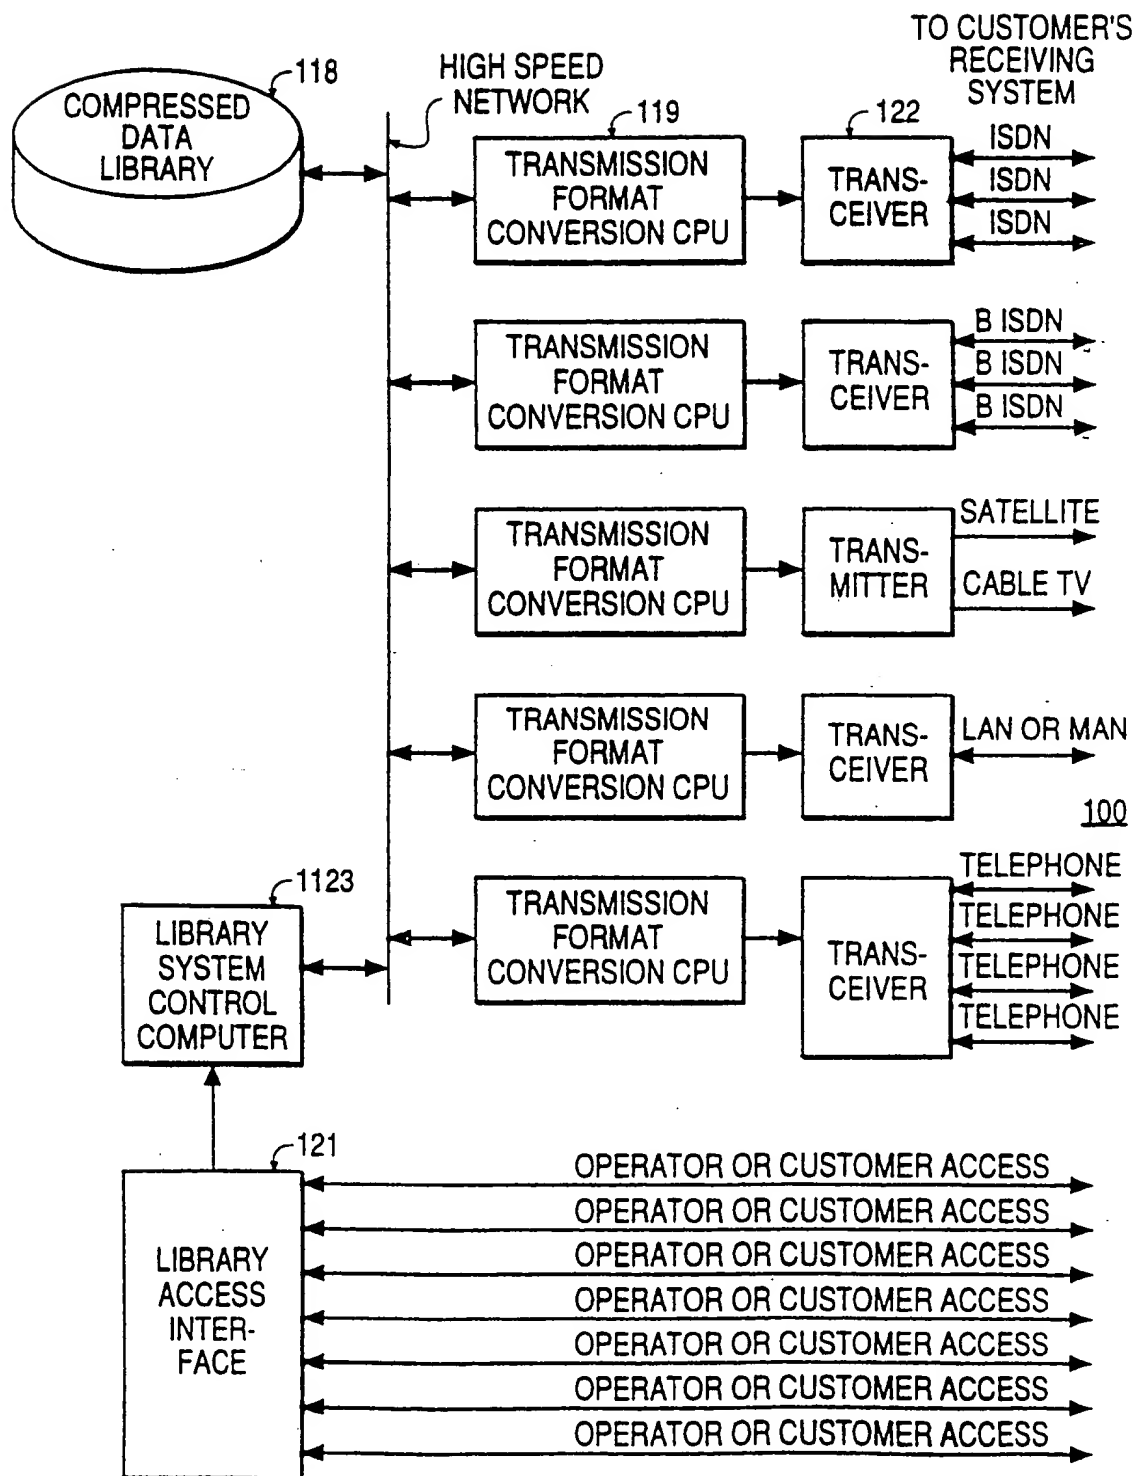 TO CUSTOMER'S
RECEIVING
SYSTEM
118
COMPRESSED
DATA
LIBRARY
HIGH SPEED
NETWORK
119
TRANSMISSION
FORMAT
CONVERSION CPU
122
TRANS-
CEIVER
ISDN
ISDN
ISDN
TRANSMISSION
FORMAT
CONVERSION CPU
TRANS-
CEIVER
B ISDN
B ISDN
B ISDN
TRANSMISSION
FORMAT
CONVERSION CPU
TRANS-
MITTER
SATELLITE
CABLE TV
TRANSMISSION
FORMAT
CONVERSION CPU
TRANS-
CEIVER
LAN OR MAN
100
1123
LIBRARY
SYSTEM
CONTROL
COMPUTER
TRANSMISSION
FORMAT
CONVERSION CPU
TRANS-
CEIVER
TELEPHONE
TELEPHONE
TELEPHONE
TELEPHONE
121
LIBRARY
ACCESS
INTER-
FACE
OPERATOR OR CUSTOMER ACCESS
OPERATOR OR CUSTOMER ACCESS
OPERATOR OR CUSTOMER ACCESS
OPERATOR OR CUSTOMER ACCESS
OPERATOR OR CUSTOMER ACCESS
OPERATOR OR CUSTOMER ACCESS
OPERATOR OR CUSTOMER ACCESS